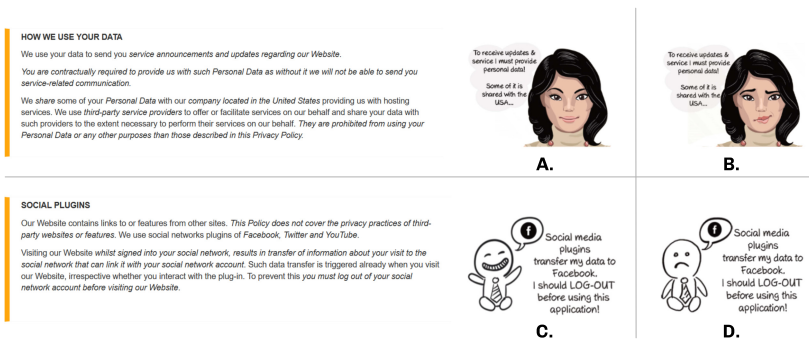 HOW WE USE YOUR DATA
We use your data to send you service announcements and updates regarding our Website.
You are contractually required to provide us with such Personal Data as without it we will not be able to send you
service-related communication.
We share some of your Personal Data with our company located in the United States providing us with hosting
services. We use third-party service providers to offer or facilitate services on our behalf and share your data with
such providers to the extent necessary to perform their services on our behalf. They are prohibited from using your
Personal Data or any other purposes than those described in this Privacy Policy.
To receive updates &
service i must provide
personal data!
Some of it is
shared with the
USA...
A.
To receive updates &
service i must provide
personal data!
Some of it is
shared with the
USA...
B.
SOCIAL PLUGINS
Our Website contains links to or features from other sites. This Policy does not cover the privacy practices of third-
party websites or features. We use social networks plugins of Facebook, Twitter and YouTube.
Visiting our Website whilst signed into your social network, results in transfer of information about your visit to the
social network that can link it with your social network account. Such data transfer is triggered already when you visit
our Website, irrespective whether you interact with the plug-in. To prevent this you must log out of your social
network account before visiting our Website.
f
Social media
plugins
transfer my data to
Facebook.
I should LOG-OUT
before using this
application!
C.
f
Social media
plugins
transfer my data to
Facebook.
I should LOG-OUT
before using this
application!
D.